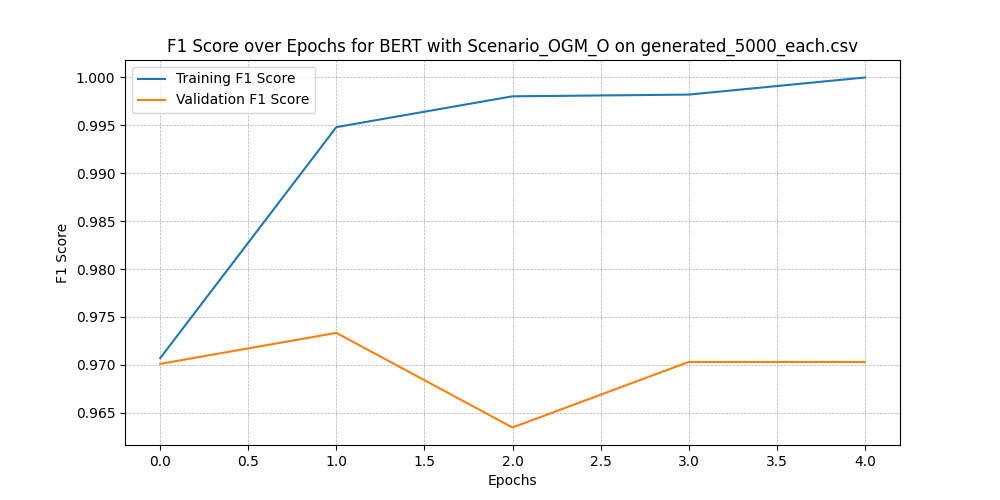 F1 Score over Epochs for BERT with Scenario_OGM_O on generated_5000_each.csv
Training F1 Score
Validation F1 Score
F1 Score
1.000
0.995
0.990
0.985
0.980
0.975
0.970
0.965
0.0 0.5 1.0 1.5 2.0 2.5 3.0 3.5 4.0
Epochs